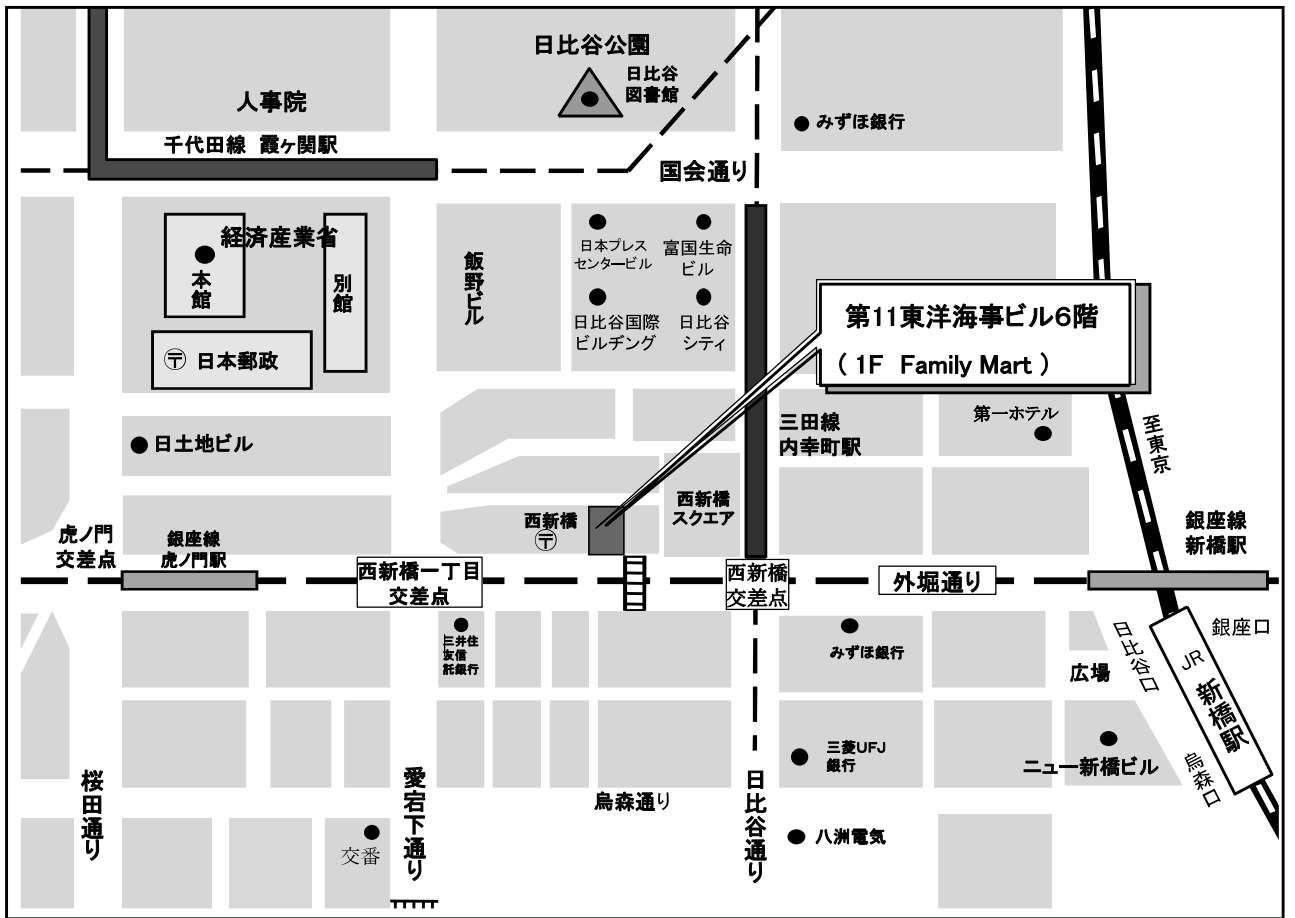 日比谷公園
日比谷
図書館
人事院
みずほ銀行
千代田線 霞ヶ関駅
国会通り
経済産業省
本館
別館
〒 日本郵政
飯野ビル
日本プレス
センタービル
富国生命
ビル
日比谷国際
ビルヂング
日比谷
シティ
第11東洋海事ビル6階
( 1F Family Mart )
第一ホテル
三田線
内幸町駅
至東京
日土地ビル
西新橋
〒
西新橋
スクエア
虎ノ門
交差点
銀座線
虎ノ門駅
西新橋一丁目
交差点
西新橋
交差点
外堀通り
銀座線
新橋駅
銀座口
日比谷口
三井住
友信
託銀行
みずほ銀行
広場
JR 新橋駅
烏森口
三菱UFJ
銀行
ニュー新橋ビル
桜田通り
愛宕下通り
烏森通り
日比谷通り
八洲電気
交番